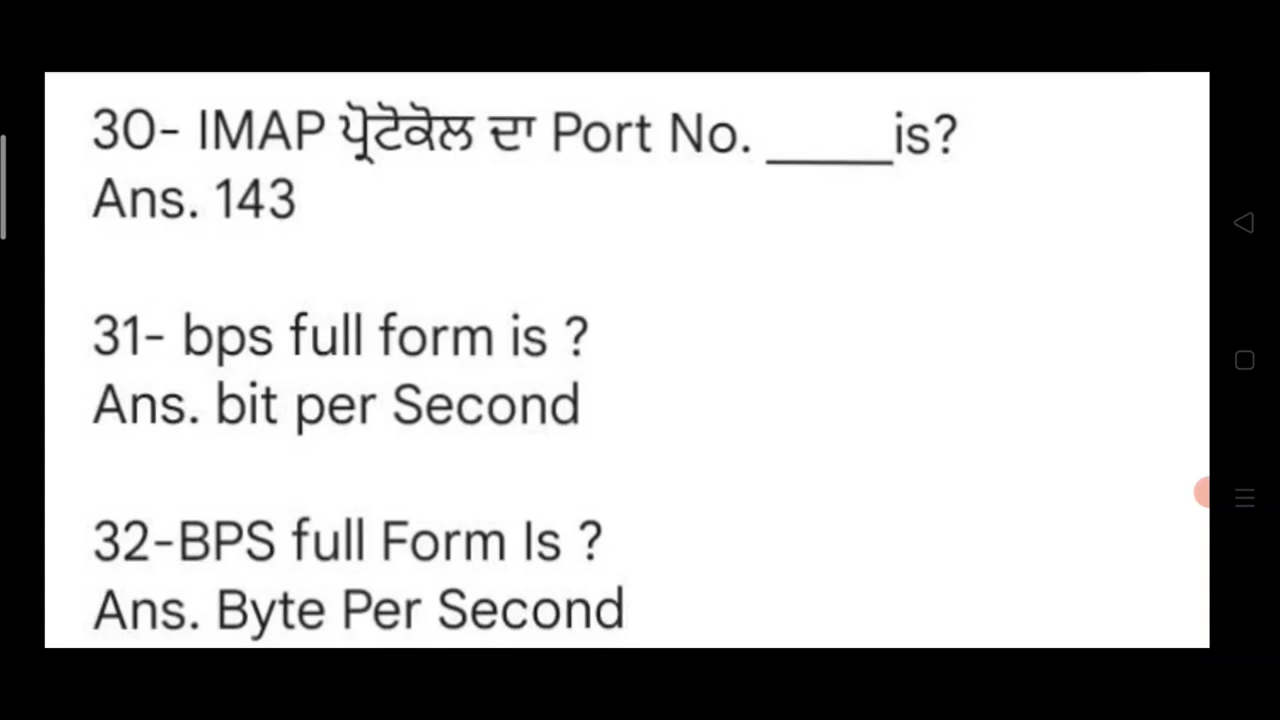 30- IMAP ਪ੍ਰੋਟੋਕੋਲ ਦਾ Port No. _____is?
Ans. 143
31- bps full form is ?
Ans. bit per Second
32-BPS full Form Is ?
Ans. Byte Per Second